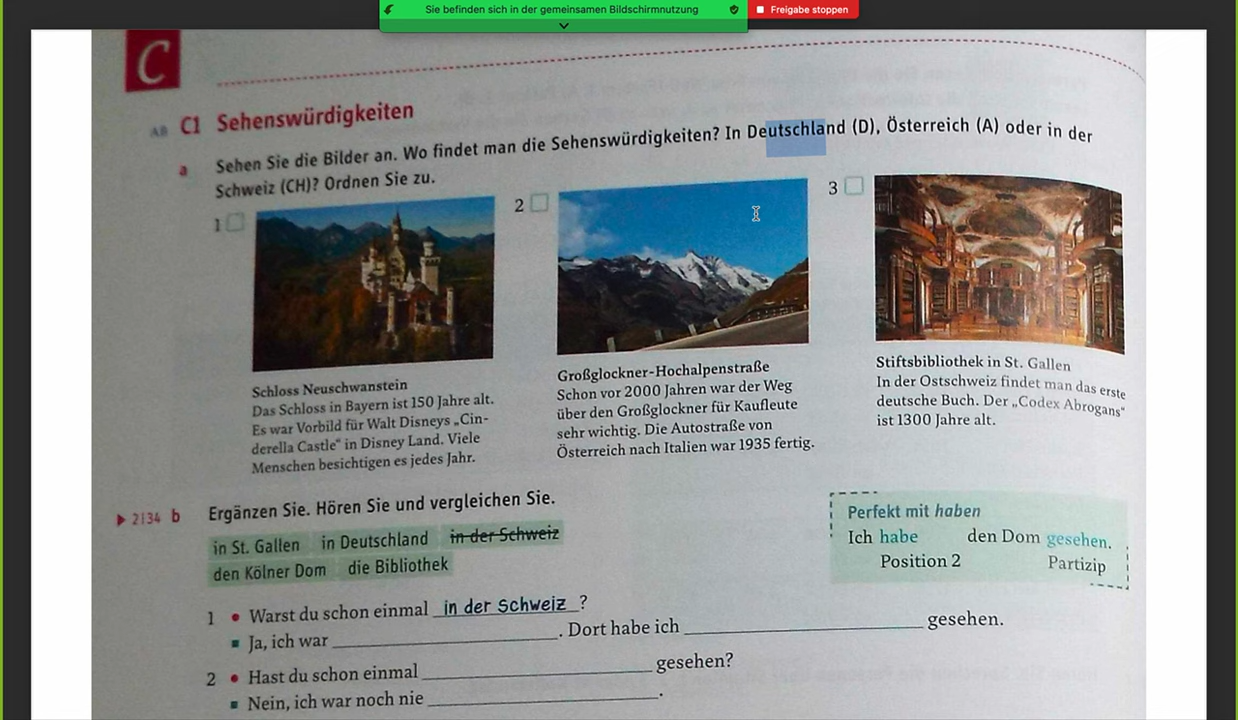 Sie befinden sich in der gemeinsamen Bildschirmnutzung
Freigabe stoppen
C
AB C1 Sehenswürdigkeiten
a Sehen Sie die Bilder an. Wo findet man die Sehenswürdigkeiten? In Deutschland (D), Österreich (A) oder in der
Schweiz (CH)? Ordnen Sie zu.
1
2
3
Schloss Neuschwanstein
Das Schloss in Bayern ist 150 Jahre alt.
Es war Vorbild für Walt Disneys „Cin-
derella Castle“ in Disney Land. Viele
Menschen besichtigen es jedes Jahr.
Großglockner-Hochalpenstraße
Schon vor 2000 Jahren war der Weg
über den Großglockner für Kaufleute
sehr wichtig. Die Autostraße von
Österreich nach Italien war 1935 fertig.
Stiftsbibliothek in St. Gallen
In der Ostschweiz findet man das erste
deutsche Buch. Der „Codex Abrogans“
ist 1300 Jahre alt.
2|34 b Ergänzen Sie. Hören Sie und vergleichen Sie.
in St. Gallen in Deutschland in der Schweiz
den Kölner Dom die Bibliothek
Perfekt mit haben
Ich habe den Dom gesehen.
Position 2 Partizip
1 Warst du schon einmal in der Schweiz ?
Ja, ich war ____. Dort habe ich ____ gesehen.
2 Hast du schon einmal ____ gesehen?
Nein, ich war noch nie ____.